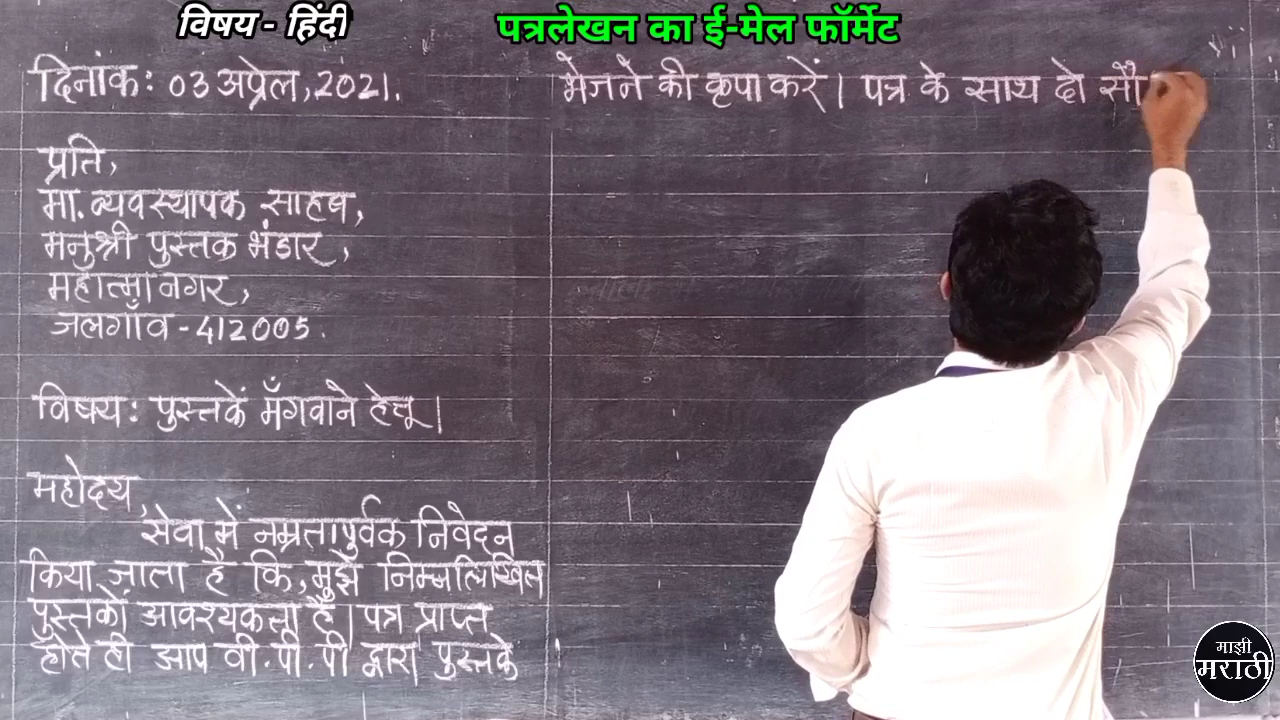 विषय - हिंदी
पत्रलेखन का ई-मेल फॉर्मेट
दिनांक: 03 अप्रेल, 2021.
प्रति,
मा. व्यवस्थापक साहब,
मनुश्री पुस्तक भंडार,
महात्मा नगर,
जलगाँव - 412005.
विषय: पुस्तकें मँगवाने हेतू।
महोदय,
सेवा में नम्रतापुर्वक निवेदन
किया जाता है कि, मुझे निम्नलिखित
पुस्तकों आवश्यकता है। पत्र प्राप्त
होते ही आप वी.पी.पी द्वारा पुस्तके
भेजने की कृपा करें। पत्र के साथ दो सौ
माझी
मराठी